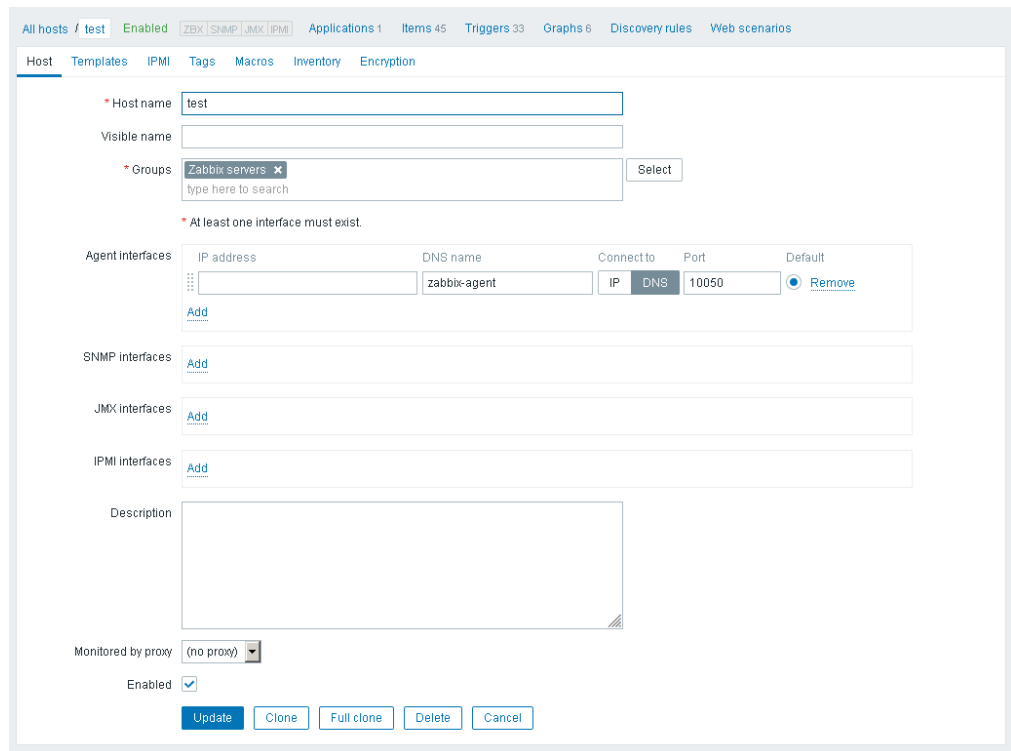 All hosts / test Enabled ZBX SNMP JMX IPMI Applications 1 Items 45 Triggers 33 Graphs 6 Discovery rules Web scenarios
Host Templates IPMI Tags Macros Inventory Encryption
* Host name test
Visible name
* Groups Zabbix servers × Select
type here to search
* At least one interface must exist.
Agent interfaces IP address DNS name Connect to Port Default
zabbix-agent IP DNS 10050 Remove
Add
SNMP interfaces Add
JMX interfaces Add
IPMI interfaces Add
Description
Monitored by proxy (no proxy)
Enabled
Update Clone Full clone Delete Cancel